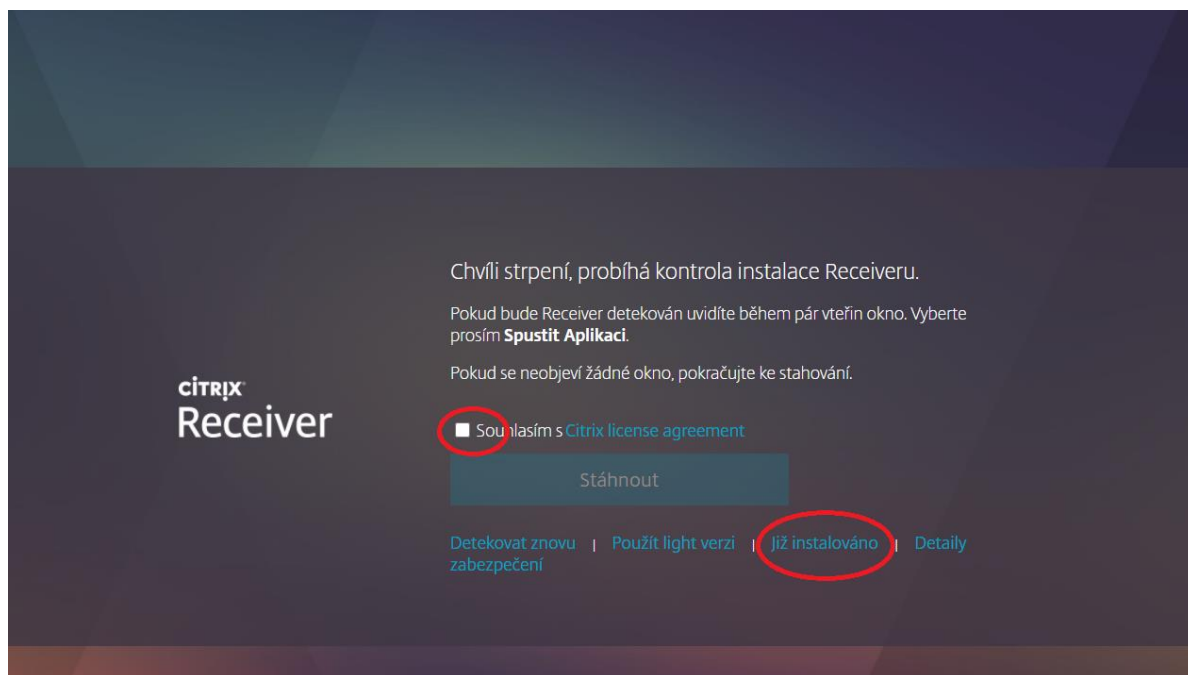 Chvíli strpení, probíhá kontrola instalace Receiveru.
Pokud bude Receiver detekován uvidíte během pár vteřin okno. Vyberte
prosím Spustit Aplikaci.
Pokud se neobjeví žádné okno, pokračujte ke stahování.
CİTRIX
Receiver
Souhlasím s Citrix license agreement
Stáhnout
Detekovat znovu | Použít light verzi | Již instalováno | Detaily
zabezpečení